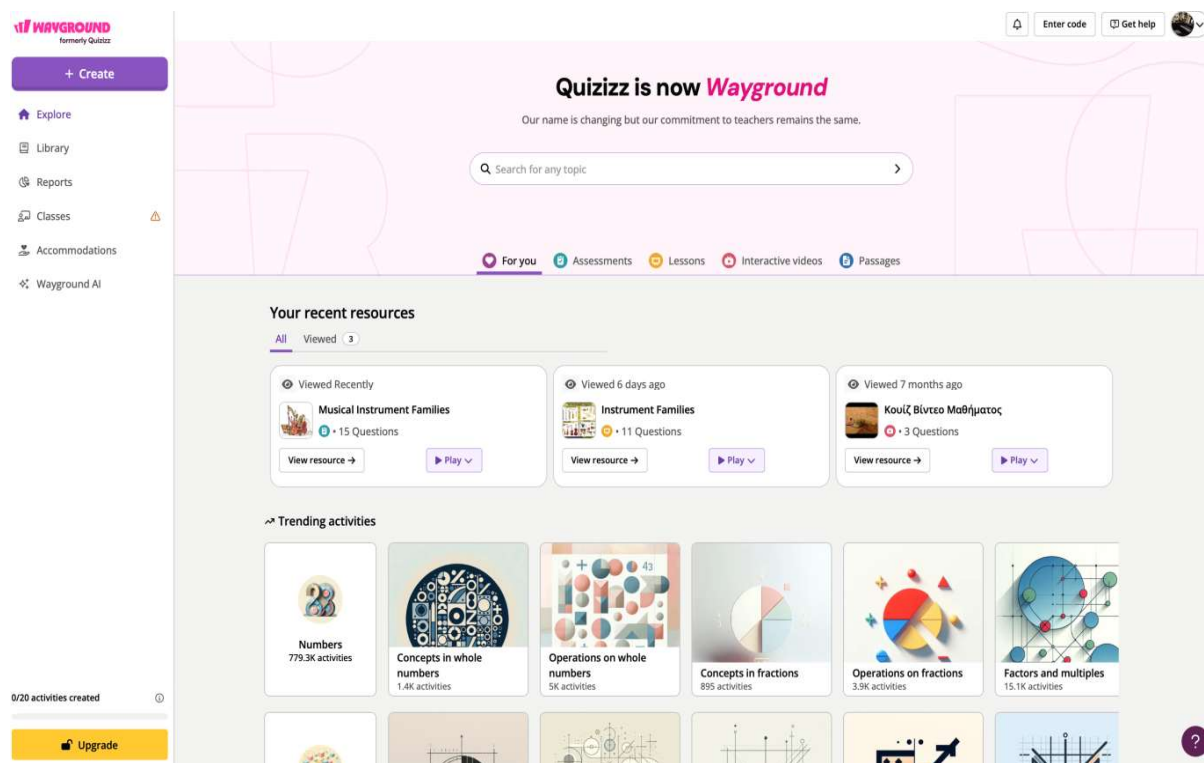 WAYGROUND
formerly Quizizz
+ Create
Explore
Library
Reports
Classes
Accommodations
Wayground AI
0/20 activities created
Upgrade
Enter code
Get help
Quizizz is now Wayground
Our name is changing but our commitment to teachers remains the same.
Search for any topic
For you Assessments Lessons Interactive videos Passages
Your recent resources
All Viewed 3
Viewed Recently
Musical Instrument Families
• 15 Questions
View resource → Play
Viewed 6 days ago
Instrument Families
• 11 Questions
View resource → Play
Viewed 7 months ago
Κουίζ Βίντεο Μαθήματος
• 3 Questions
View resource → Play
Trending activities
Numbers
779.3K activities
Concepts in whole
numbers
1.4K activities
43
Operations on whole
numbers
5K activities
Concepts in fractions
895 activities
Operations on fractions
3.9K activities
Factors and multiples
15.1K activities
?